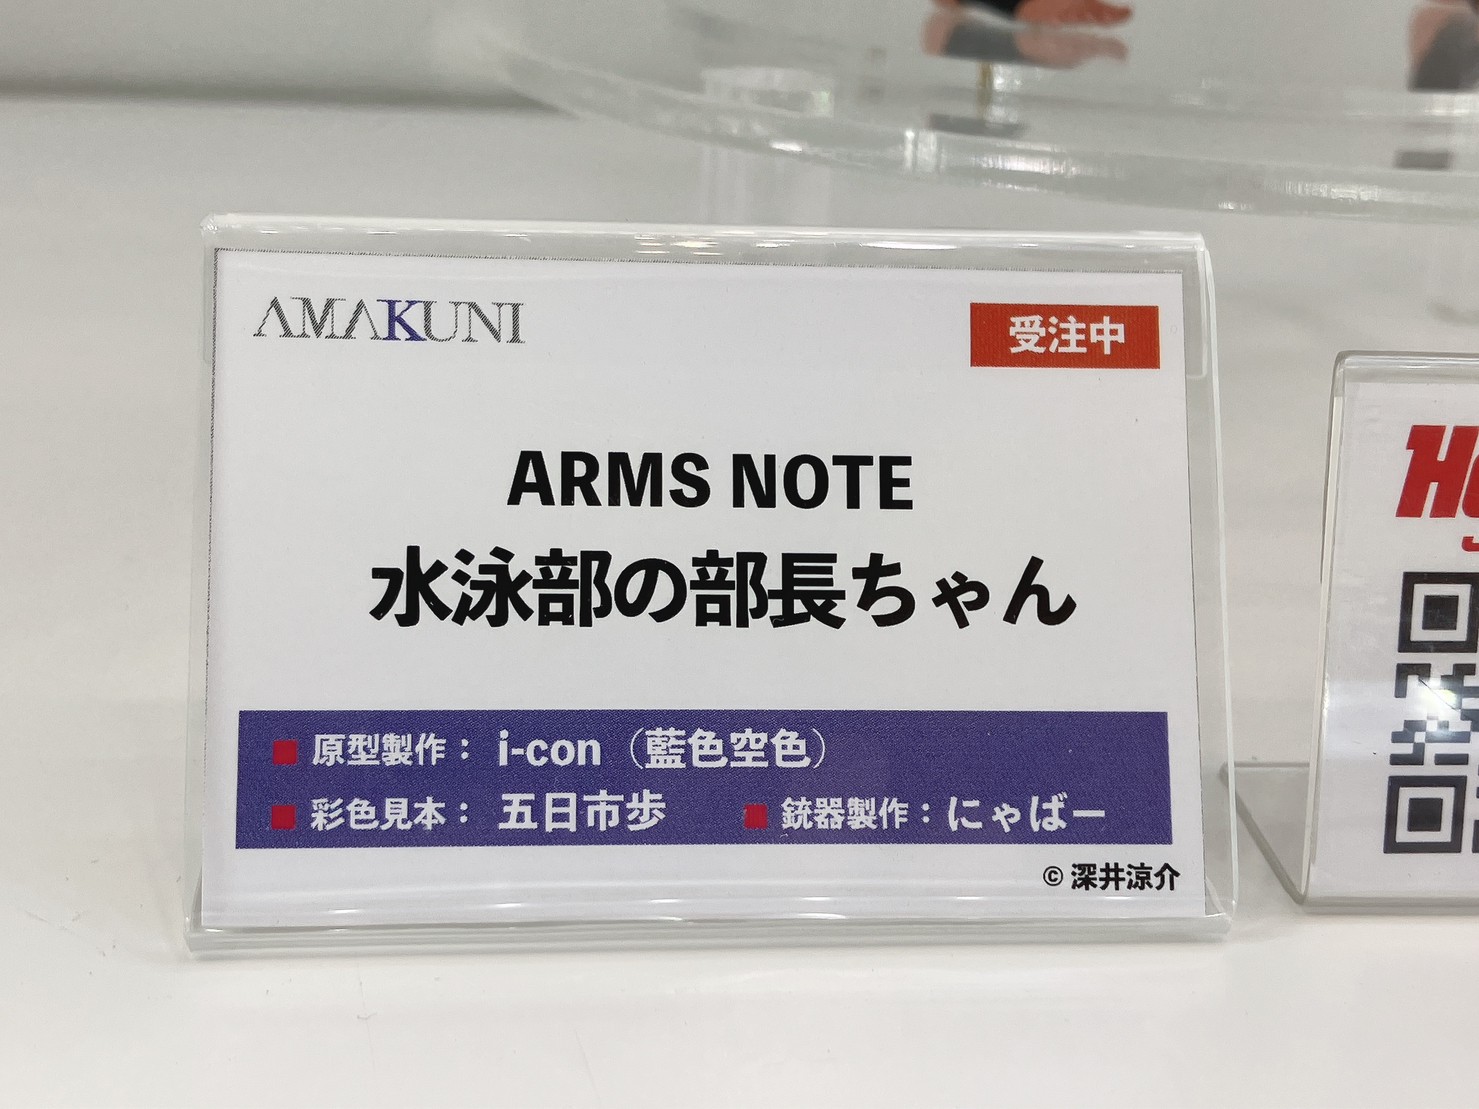 AMAKUNI
受注中
ARMS NOTE
水泳部の部長ちゃん
■ 原型製作： i-con（藍色空色）
■ 彩色見本： 五日市歩 ■ 銃器製作：にゃばー
© 深井涼介